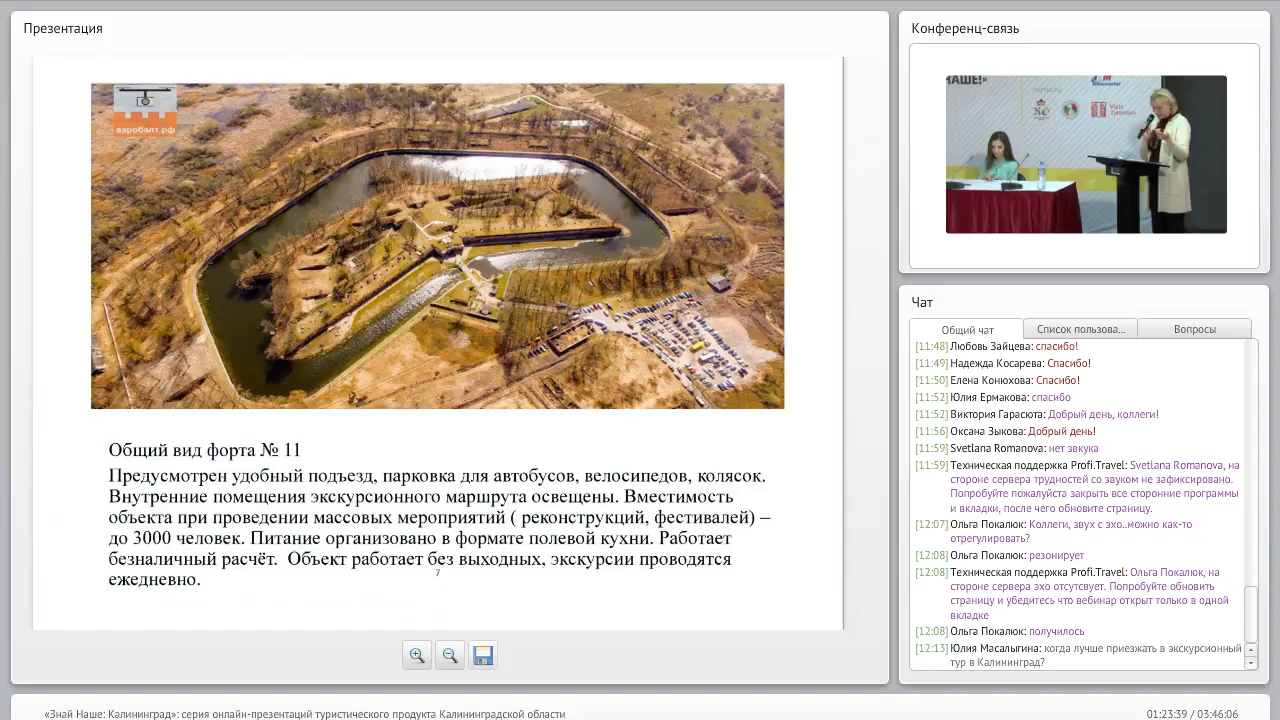 Презентация
аэробалт.рф
Общий вид форта № 11
Предусмотрен удобный подъезд, парковка для автобусов, велосипедов, колясок.
Внутренние помещения экскурсионного маршрута освещены. Вместимость
объекта при проведении массовых мероприятий ( реконструкций, фестивалей) –
до 3000 человек. Питание организовано в формате полевой кухни. Работает
безналичный расчёт.  Объект работает без выходных, экскурсии проводятся
ежедневно.
7
Конференц-связь
НАШЕ!»
Чат
Общий чат
Список пользова...
Вопросы
[11:48] Любовь Зайцева: спасибо!
[11:49] Надежда Косарева: Спасибо!
[11:50] Елена Конюхова: Спасибо!
[11:52] Юлия Ермакова: спасибо
[11:52] Виктория Гарасюта: Добрый день, коллеги!
[11:56] Оксана Зыкова: Добрый день!
[11:59] Svetlana Romanova: нет звкука
[11:59] Техническая поддержка Profi.Travel: Svetlana Romanova, на
стороне сервера трудностей со звуком не зафиксировано.
Попробуйте пожалуйста закрыть все сторонние программы
и вкладки, после чего обновите страницу.
[12:07] Ольга Покалюк: Коллеги, звук с эхо..можно как-то
отрегулировать?
[12:08] Ольга Покалюк: резонирует
[12:08] Техническая поддержка Profi.Travel: Ольга Покалюк, на
стороне сервера эхо отсутсвует. Попробуйте обновить
страницу и убедитесь что вебинар открыт только в одной
вкладке
[12:08] Ольга Покалюк: получилось
[12:13] Юлия Масалыгина: когда лучше приезжать в экскурсионный
тур в Калининград?
«Знай Наше: Калининград»: серия онлайн-презентаций туристического продукта Калининградской области
01:23:39 / 03:46:06